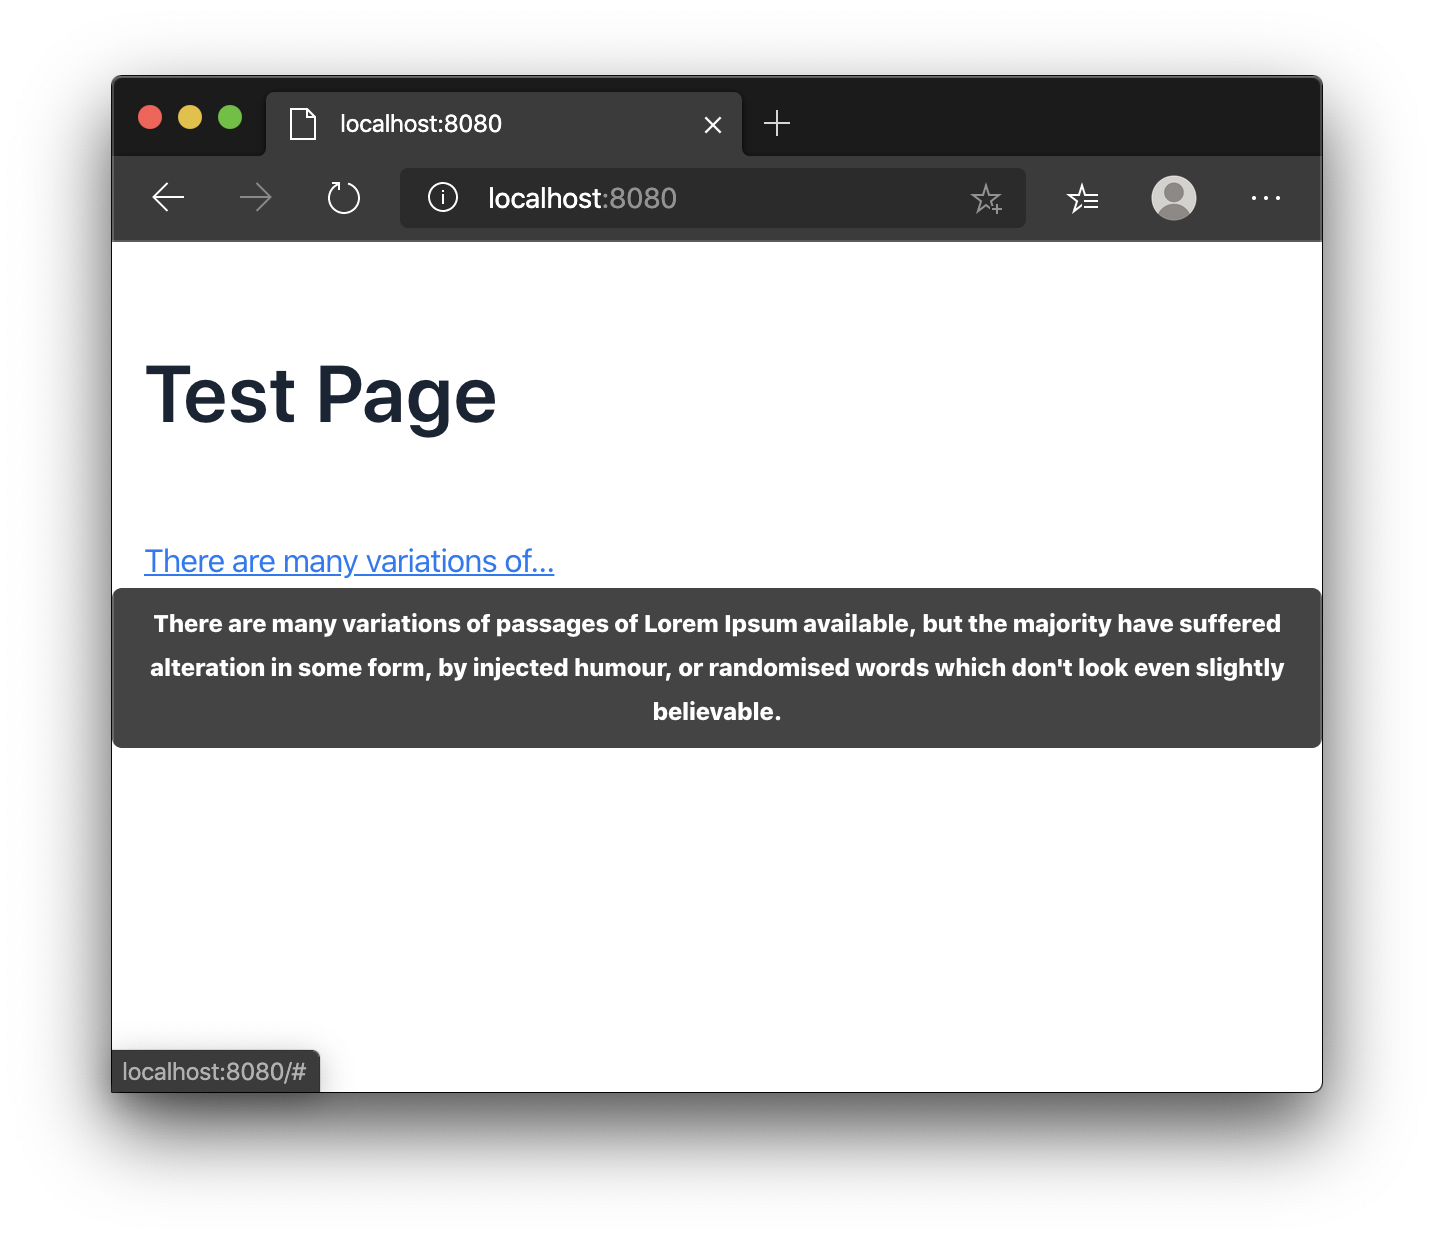 localhost:8080
localhost:8080
Test Page
There are many variations of...
There are many variations of passages of Lorem Ipsum available, but the majority have suffered
alteration in some form, by injected humour, or randomised words which don't look even slightly
believable.
localhost:8080/#